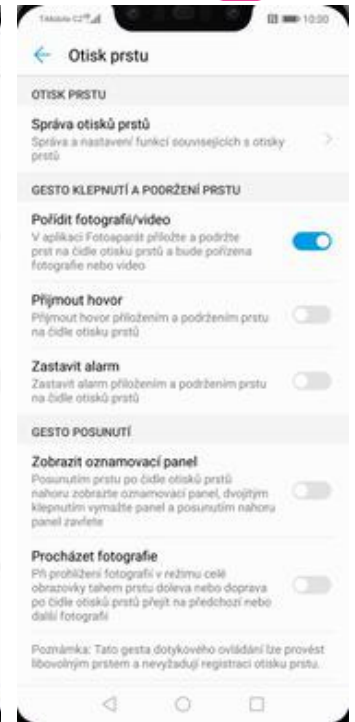 T-Mobile CZ
10:00
Otisk prstu
OTISK PRSTU
Správa otisků prstů
Správa a nastavení funkcí souvisejících s otisky
prstů
GESTO KLEPNUTÍ A PODRŽENÍ PRSTU
Pořídit fotografii/video
V aplikaci Fotoaparát přiložte a podržte
prst na čidle otisku prstů a bude pořízena
fotografie nebo video
Přijmout hovor
Přijmout hovor přiložením a podržením prstu
na čidle otisku prstů
Zastavit alarm
Zastavit alarm přiložením a podržením prstu
na čidle otisků prstů
GESTO POSUNUTÍ
Zobrazit oznamovací panel
Posunutím prstu po čidle otisků prstů
nahoru zobrazte oznamovací panel, dvojitým
klepnutím vymažte panel a posunutím nahoru
panel zavřete
Procházet fotografie
Při prohlížení fotografií v režimu celé
obrazovky tahem prstu doleva nebo doprava
po čidle otisků prstů přejít na předchozí nebo
další fotografii
Poznámka: Tato gesta dotykového ovládání lze provést
libovolným prstem a nevyžadují registraci otisku prstu.